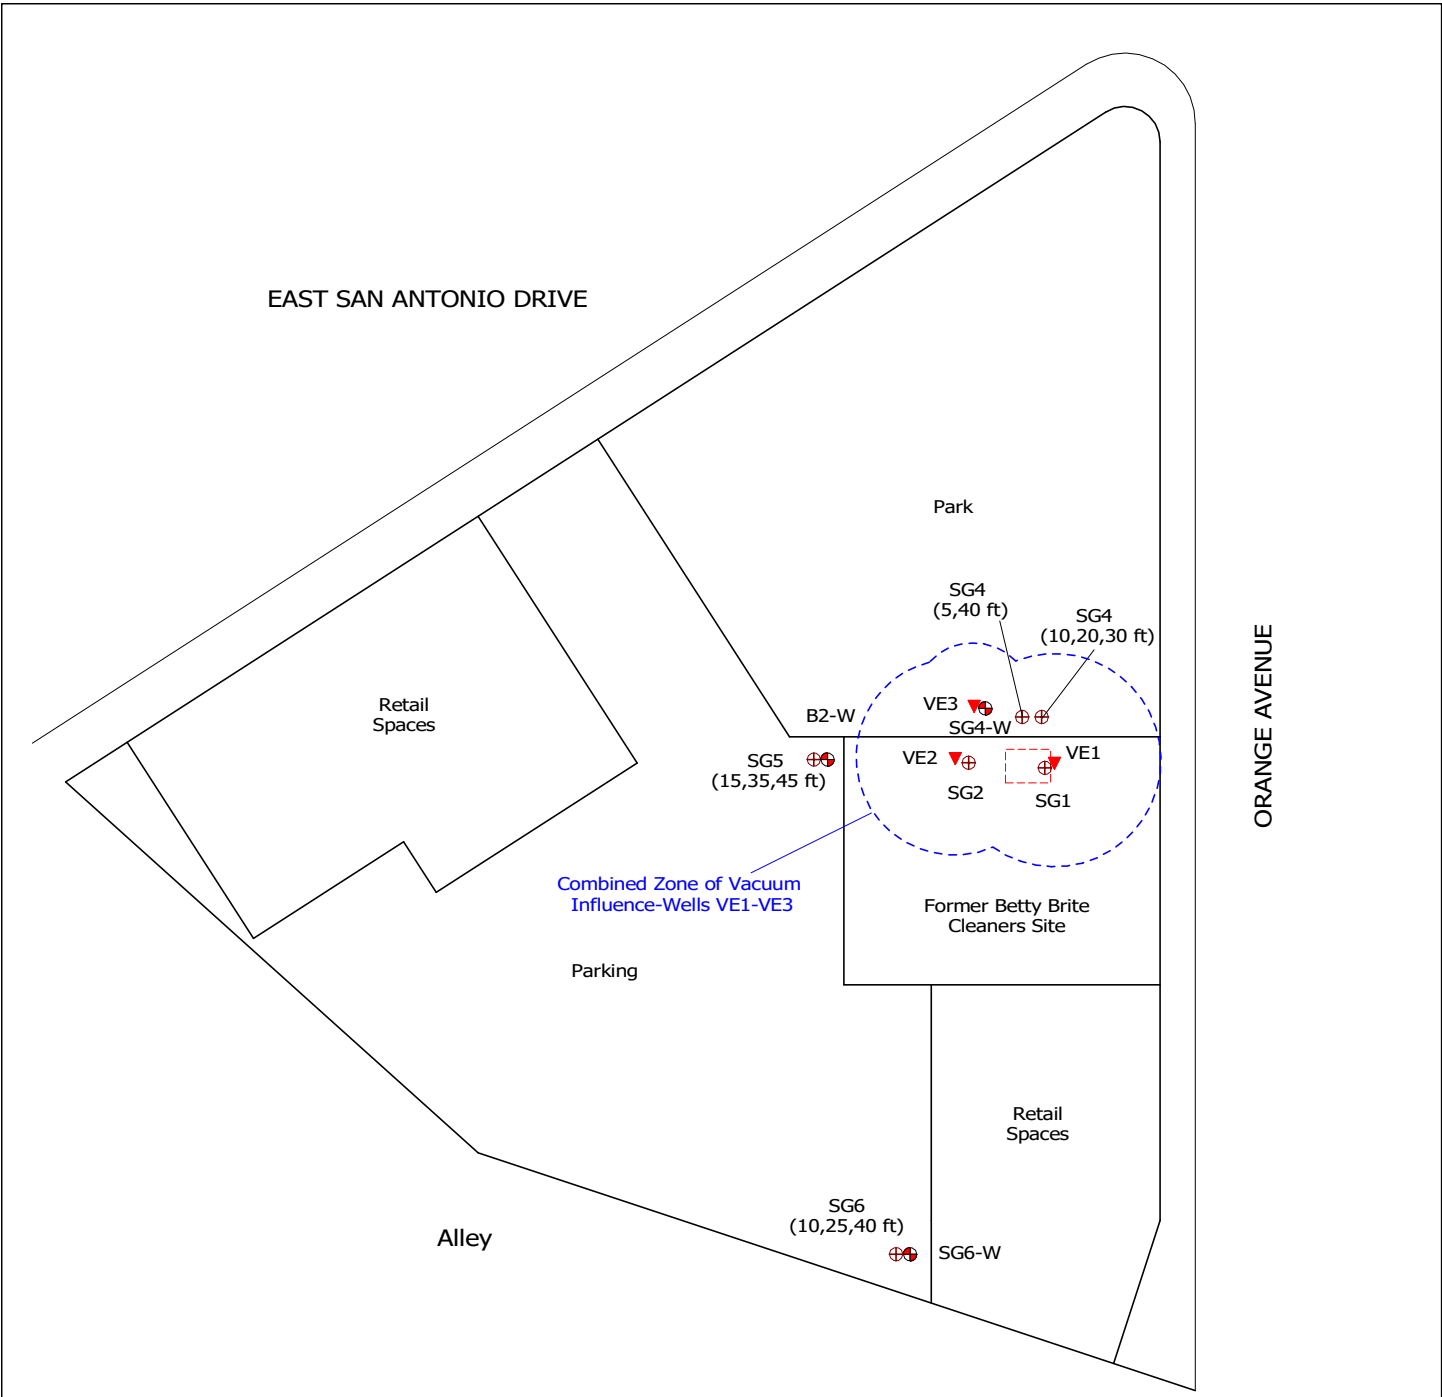 EAST SAN ANTONIO DRIVE
Park
SG4
(5,40 ft)
SG4
(10,20,30 ft)
ORANGE AVENUE
Retail
Spaces
VE3
B2-W
SG4-W
VE2
VE1
SG5
(15,35,45 ft)
SG2
SG1
Combined Zone of Vacuum
Influence-Wells VE1-VE3
Former Betty Brite
Cleaners Site
Parking
Retail
Spaces
SG6
(10,25,40 ft)
Alley
SG6-W